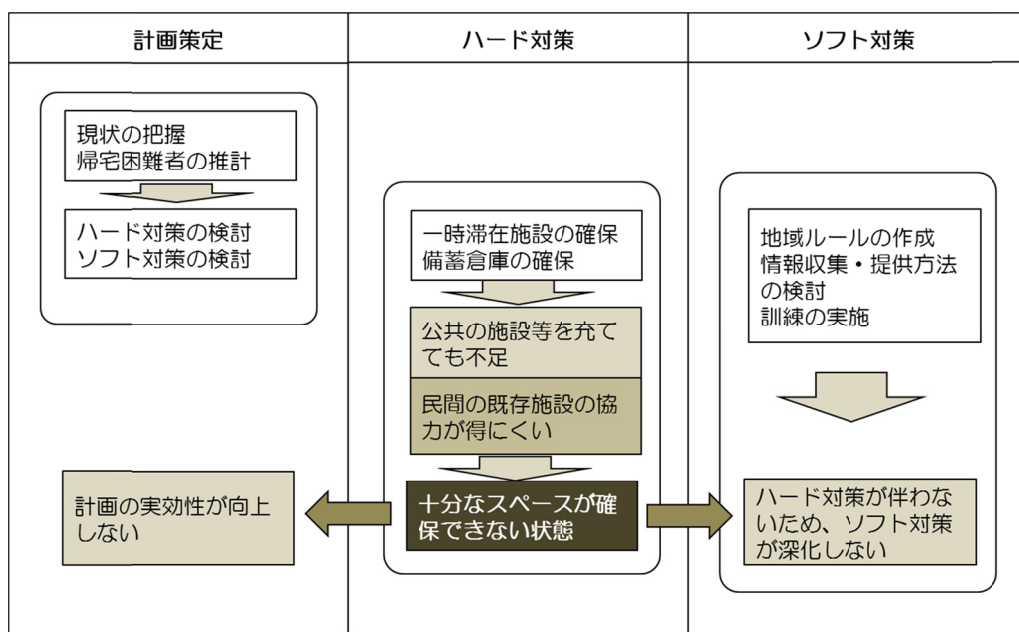 計画策定
ハード対策
ソフト対策
現状の把握
帰宅困難者の推計
ハード対策の検討
ソフト対策の検討
計画の実効性が向上
しない
一時滞在施設の確保
備蓄倉庫の確保
公共の施設等を充て
ても不足
民間の既存施設の協
力が得にくい
十分なスペースが確
保できない状態
地域ルールの作成
情報収集・提供方法
の検討
訓練の実施
ハード対策が伴わな
いため、ソフト対策
が深化しない